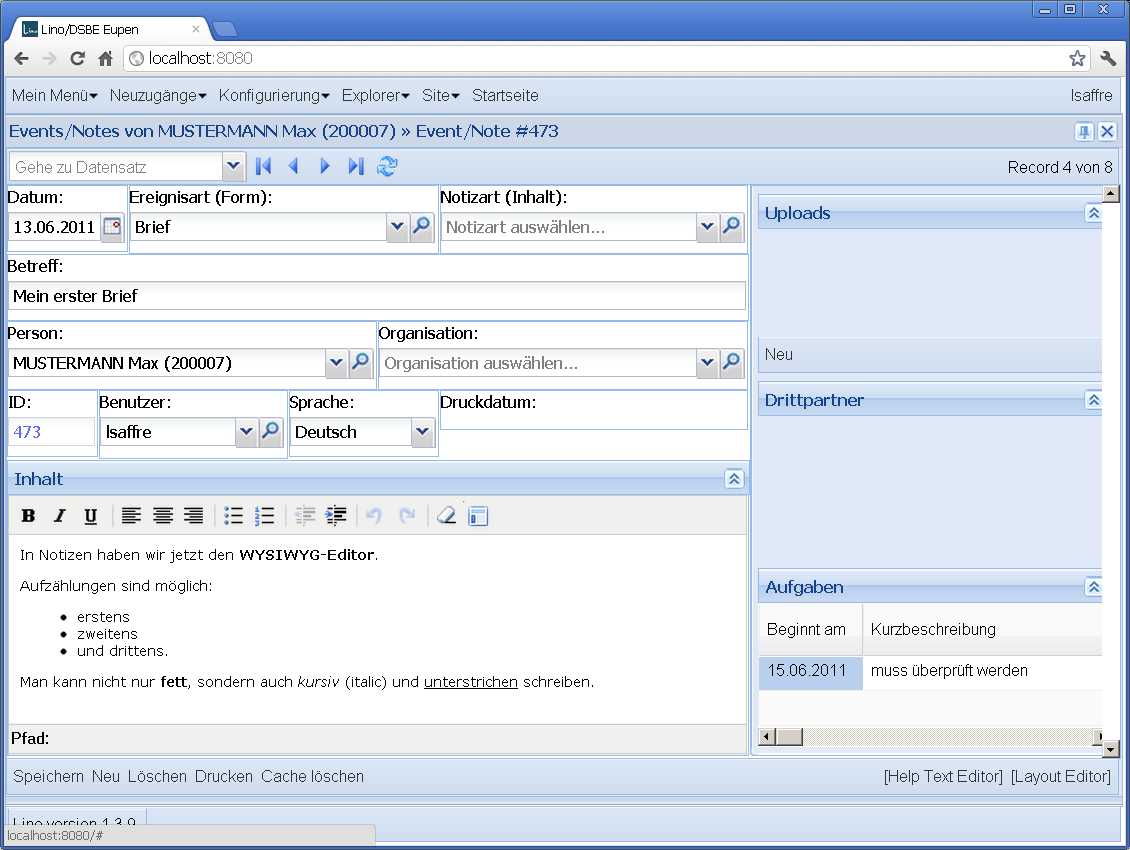 Lino/DSBE Eupen
localhost:8080
Mein Menü Neuzugänge Konfigurierung Explorer Site Startseite lsaffre
Events/Notes von MUSTERMANN Max (200007) » Event/Note #473
Gehe zu Datensatz Record 4 von 8
Datum: Ereignisart (Form): Notizart (Inhalt):
13.06.2011 Brief Notizart auswählen...
Betreff:
Mein erster Brief
Person: Organisation:
MUSTERMANN Max (200007) Organisation auswählen...
ID: Benutzer: Sprache: Druckdatum:
473 lsaffre Deutsch
Inhalt
B I U
In Notizen haben wir jetzt den WYSIWYG-Editor.
Aufzählungen sind möglich:
• erstens
• zweitens
• und drittens.
Man kann nicht nur fett, sondern auch kursiv (italic) und unterstrichen schreiben.
Pfad:
Uploads
Neu
Drittpartner
Aufgaben
Beginnt am Kurzbeschreibung
15.06.2011 muss überprüft werden
Speichern Neu Löschen Drucken Cache löschen [Help Text Editor] [Layout Editor]
Lino version 1.3.9
localhost:8080/#